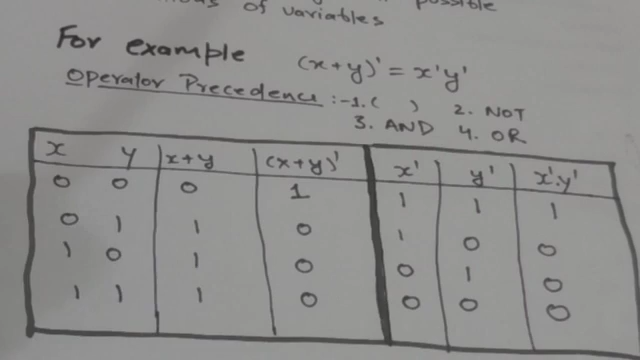 possible
of variables
For example (x+y)' = x'y'
Operator Precedence :- 1. ( ) 2. NOT
3. AND 4. OR
x y x+y (x+y)' x' y' x'.y'
0 0 0 1 1 1 1
0 1 1 0 1 0 0
1 0 1 0 0 1 0
1 1 1 0 0 0 0